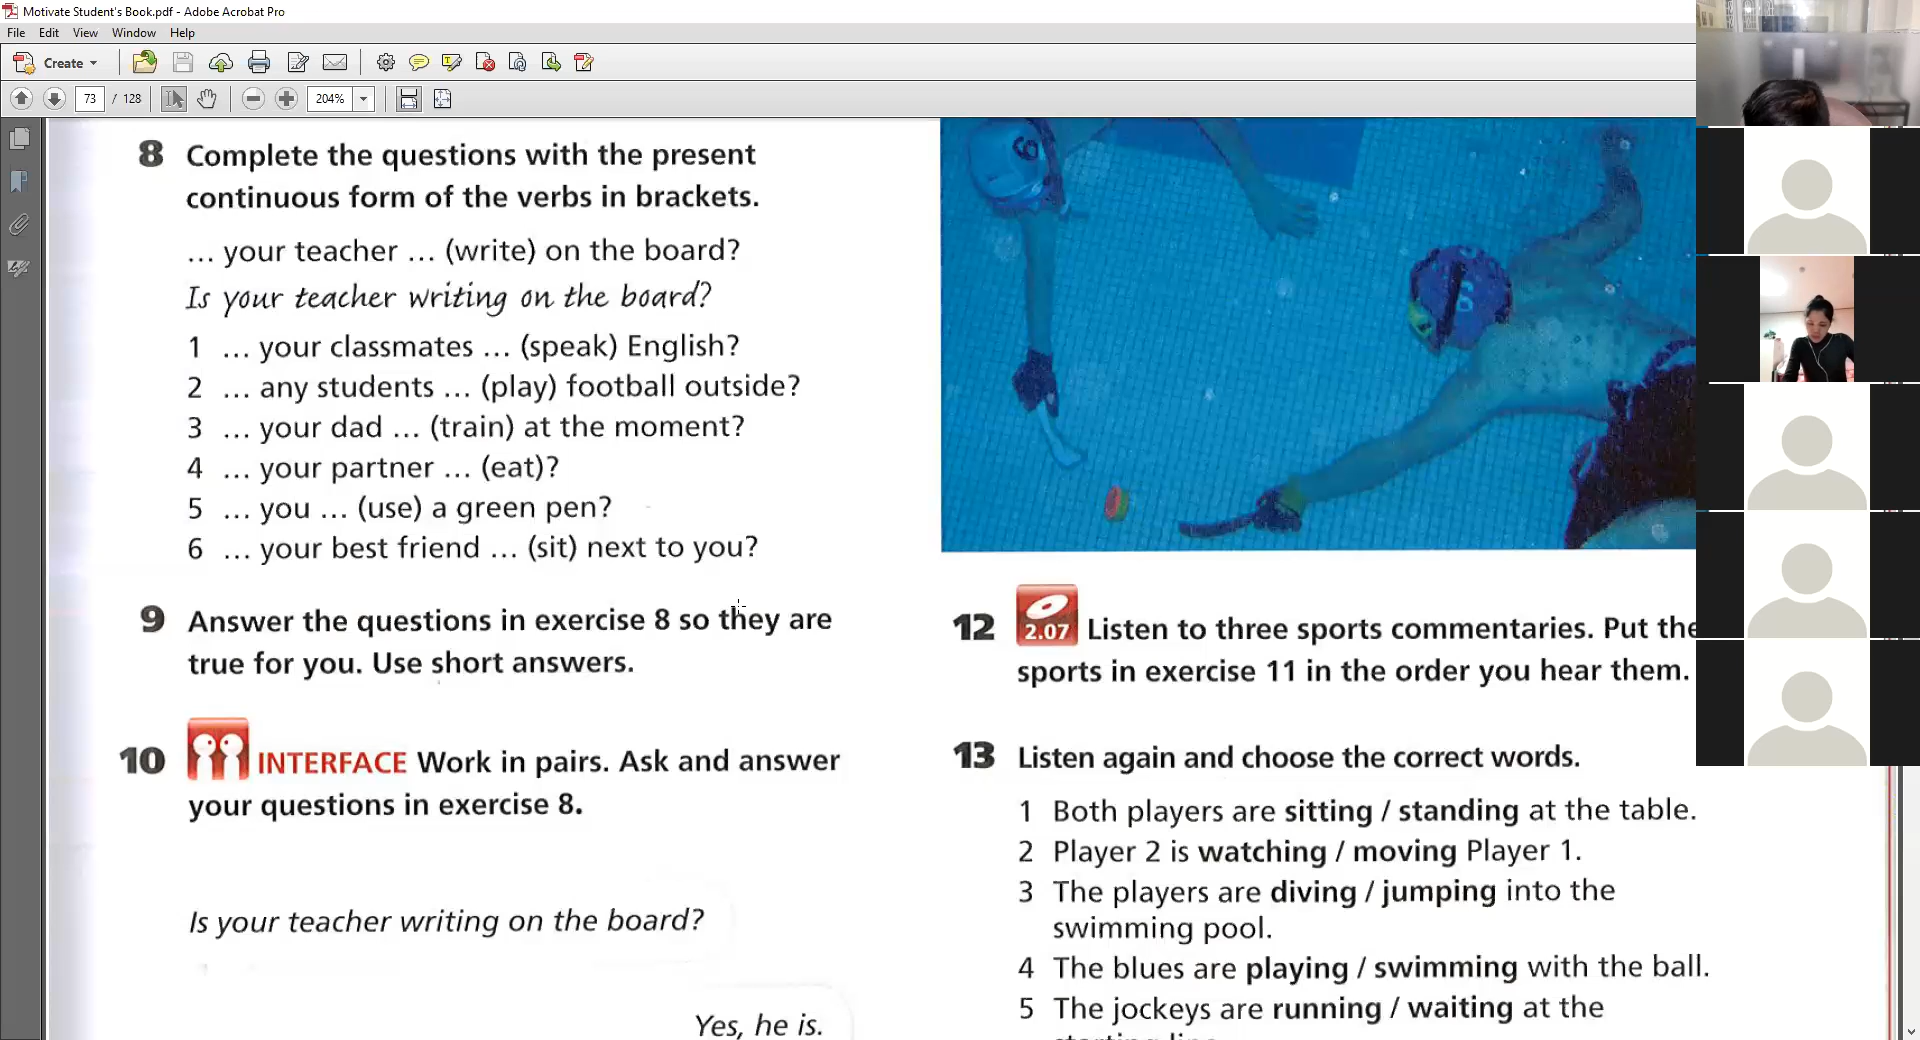 Motivate Student's Book.pdf - Adobe Acrobat Pro
File Edit View Window Help
Create
73 / 128
204%
8 Complete the questions with the present
continuous form of the verbs in brackets.
... your teacher ... (write) on the board?
Is your teacher writing on the board?
1 ... your classmates ... (speak) English?
2 ... any students ... (play) football outside?
3 ... your dad ... (train) at the moment?
4 ... your partner ... (eat)?
5 ... you ... (use) a green pen?
6 ... your best friend ... (sit) next to you?
9 Answer the questions in exercise 8 so they are
true for you. Use short answers.
10 INTERFACE Work in pairs. Ask and answer
your questions in exercise 8.
Is your teacher writing on the board?
Yes, he is.
6
12 2.07 Listen to three sports commentaries. Put the
sports in exercise 11 in the order you hear them.
13 Listen again and choose the correct words.
1 Both players are sitting / standing at the table.
2 Player 2 is watching / moving Player 1.
3 The players are diving / jumping into the
swimming pool.
4 The blues are playing / swimming with the ball.
5 The jockeys are running / waiting at the